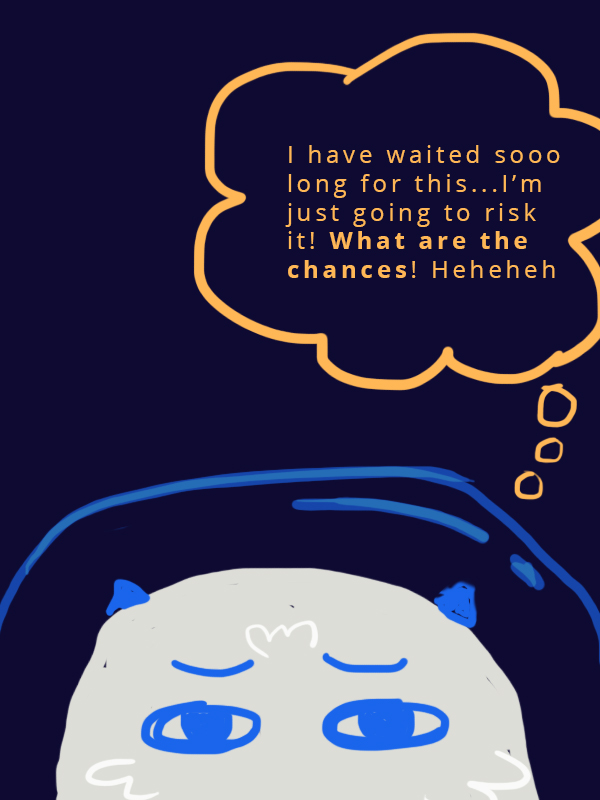 I have waited sooo
long for this...I’m
just going to risk
it! What are the
chances! Heheheh